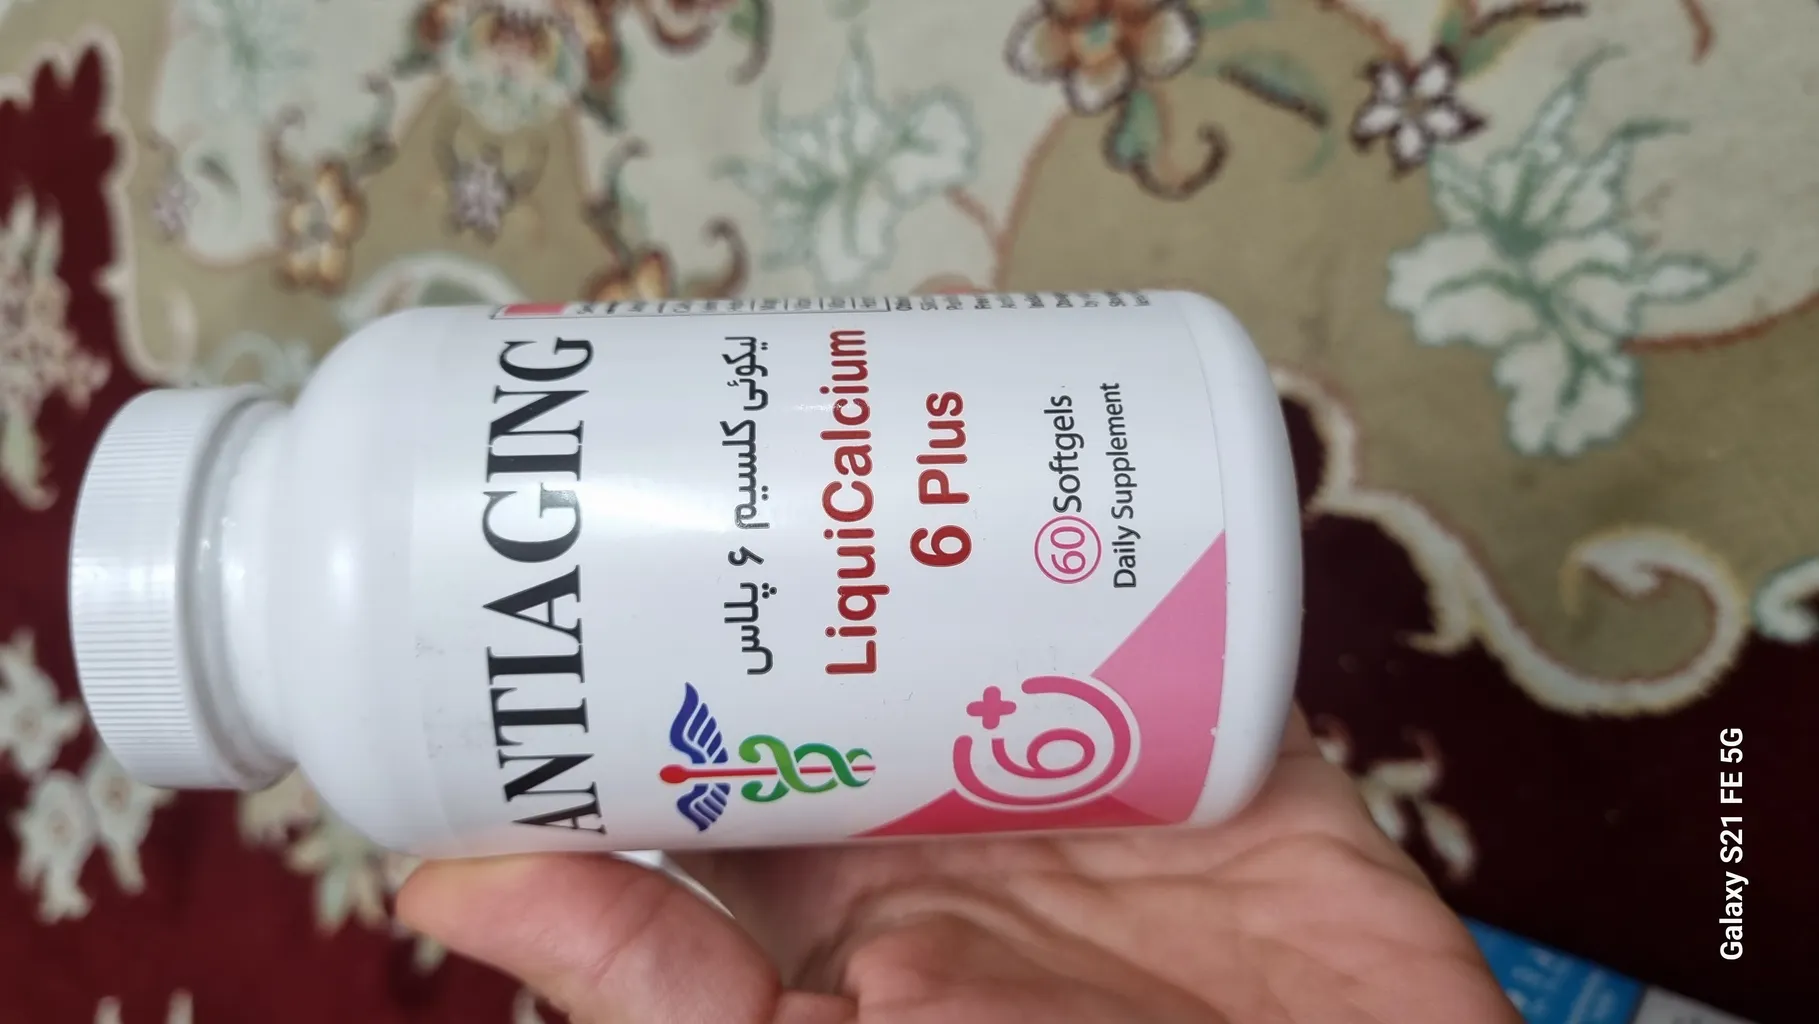 ANTIAGING
لیکوئی کلسیم ۶ پلاس
LiquiCalcium
6 Plus
60 Softgels
Daily Supplement
6+
Galaxy S21 FE 5G